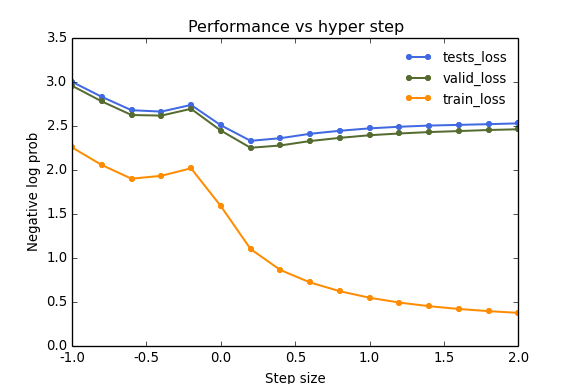 Performance vs hyper step
3.5
3.0
2.5
2.0
1.5
1.0
0.5
0.0
Negative log prob
tests_loss
valid_loss
train_loss
-1.0 -0.5 0.0 0.5 1.0 1.5 2.0
Step size